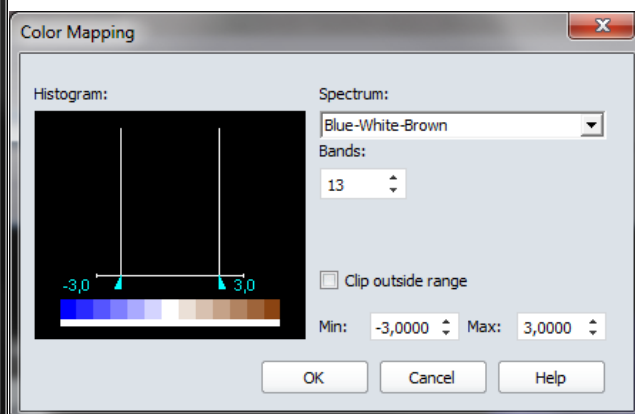 Color Mapping
Histogram:
Spectrum:
Blue-White-Brown
Bands:
13
-3,0
3,0
Clip outside range
Min: -3,0000 Max: 3,0000
OK Cancel Help